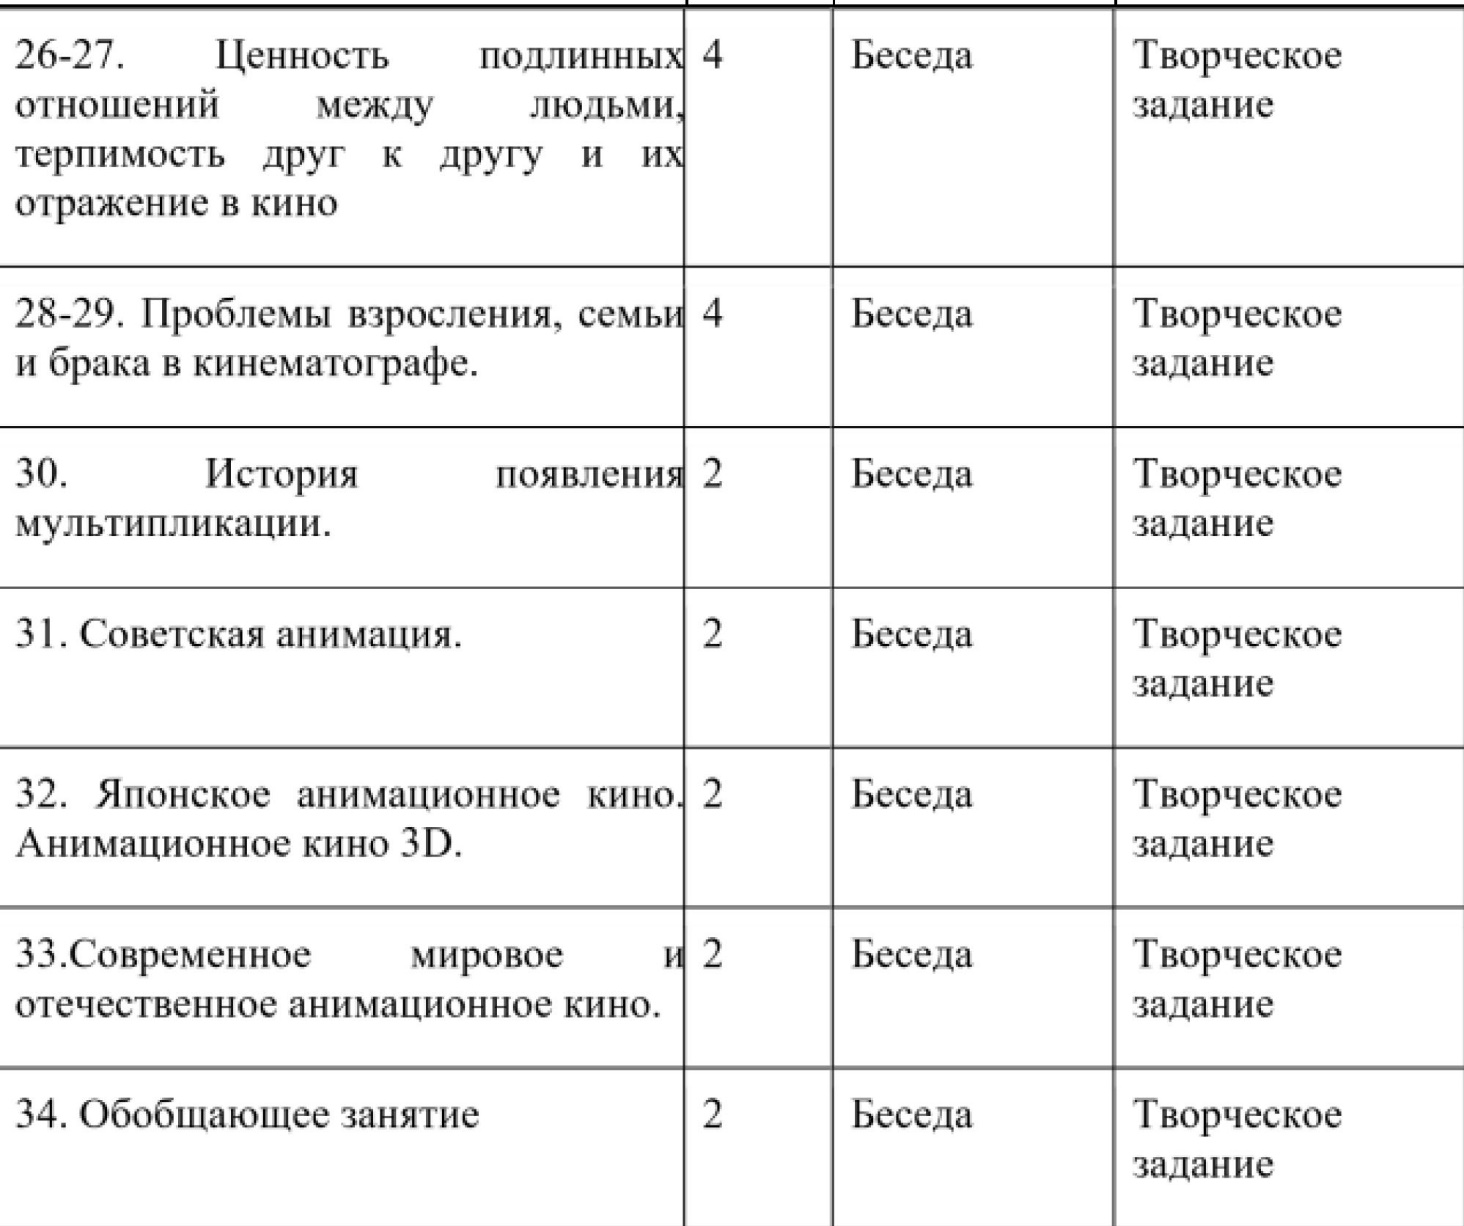 26-27. Ценность подлинных
отношений между людьми,
терпимость друг к другу и их
отражение в кино
4
Беседа
Творческое
задание
28-29. Проблемы взросления, семьи
и брака в кинематографе.
4
Беседа
Творческое
задание
30. История появления
мультипликации.
2
Беседа
Творческое
задание
31. Советская анимация.
2
Беседа
Творческое
задание
32. Японское анимационное кино.
Анимационное кино 3D.
2
Беседа
Творческое
задание
33.Современное мировое и
отечественное анимационное кино.
2
Беседа
Творческое
задание
34. Обобщающее занятие
2
Беседа
Творческое
задание